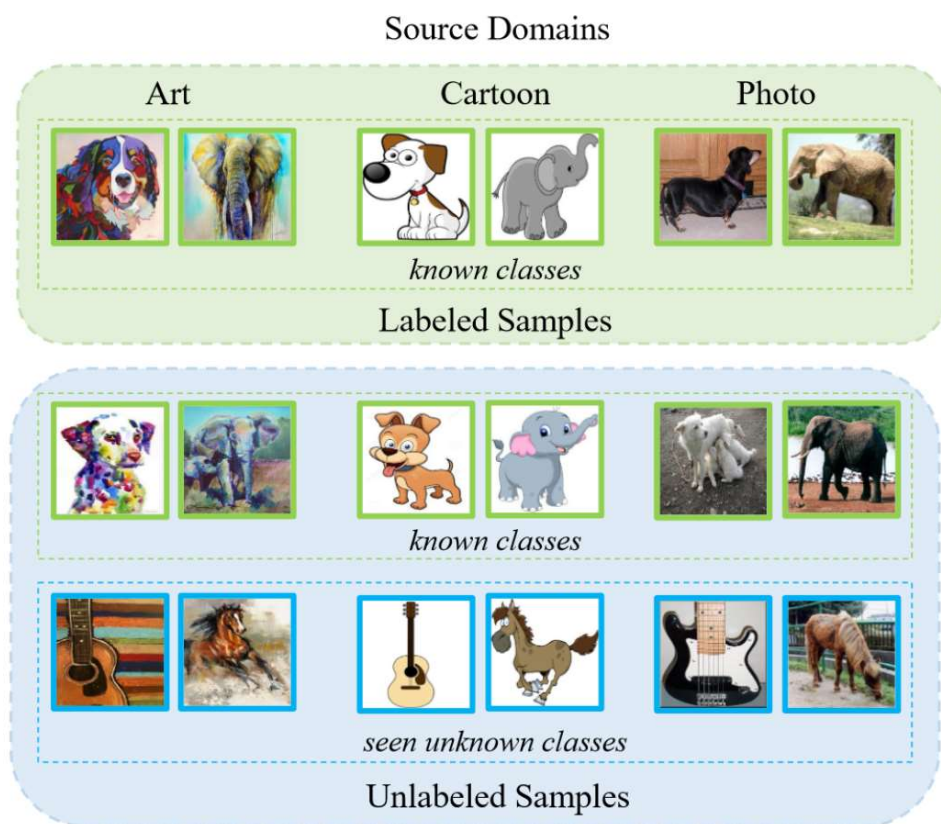 Source Domains
Art Cartoon Photo
known classes
Labeled Samples
known classes
seen unknown classes
Unlabeled Samples